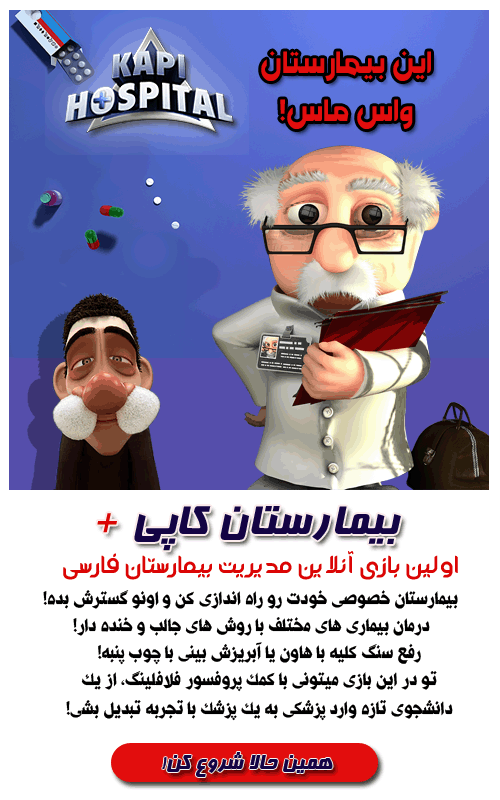 KAPI
HOSPITAL
این بیمارستان
واس ماس!
بیمارستان کاپی +
اولین بازی آنلاین مدیریت بیمارستان فارسی
بیمارستان خصوصی خودت رو راه اندازی کن و اونو گسترش بده!
درمان بیماری های مختلف با روش های جالب و خنده دار!
رفع سنگ کلیه با هاون یا آبریزش بینی با چوب پنبه!
تو در این بازی میتونی با کمک پروفسور فلافلینگ، از یک
دانشجوی تازه وارد پزشکی به یک پزشک با تجربه تبدیل بشی!
همین حالا شروع کن!